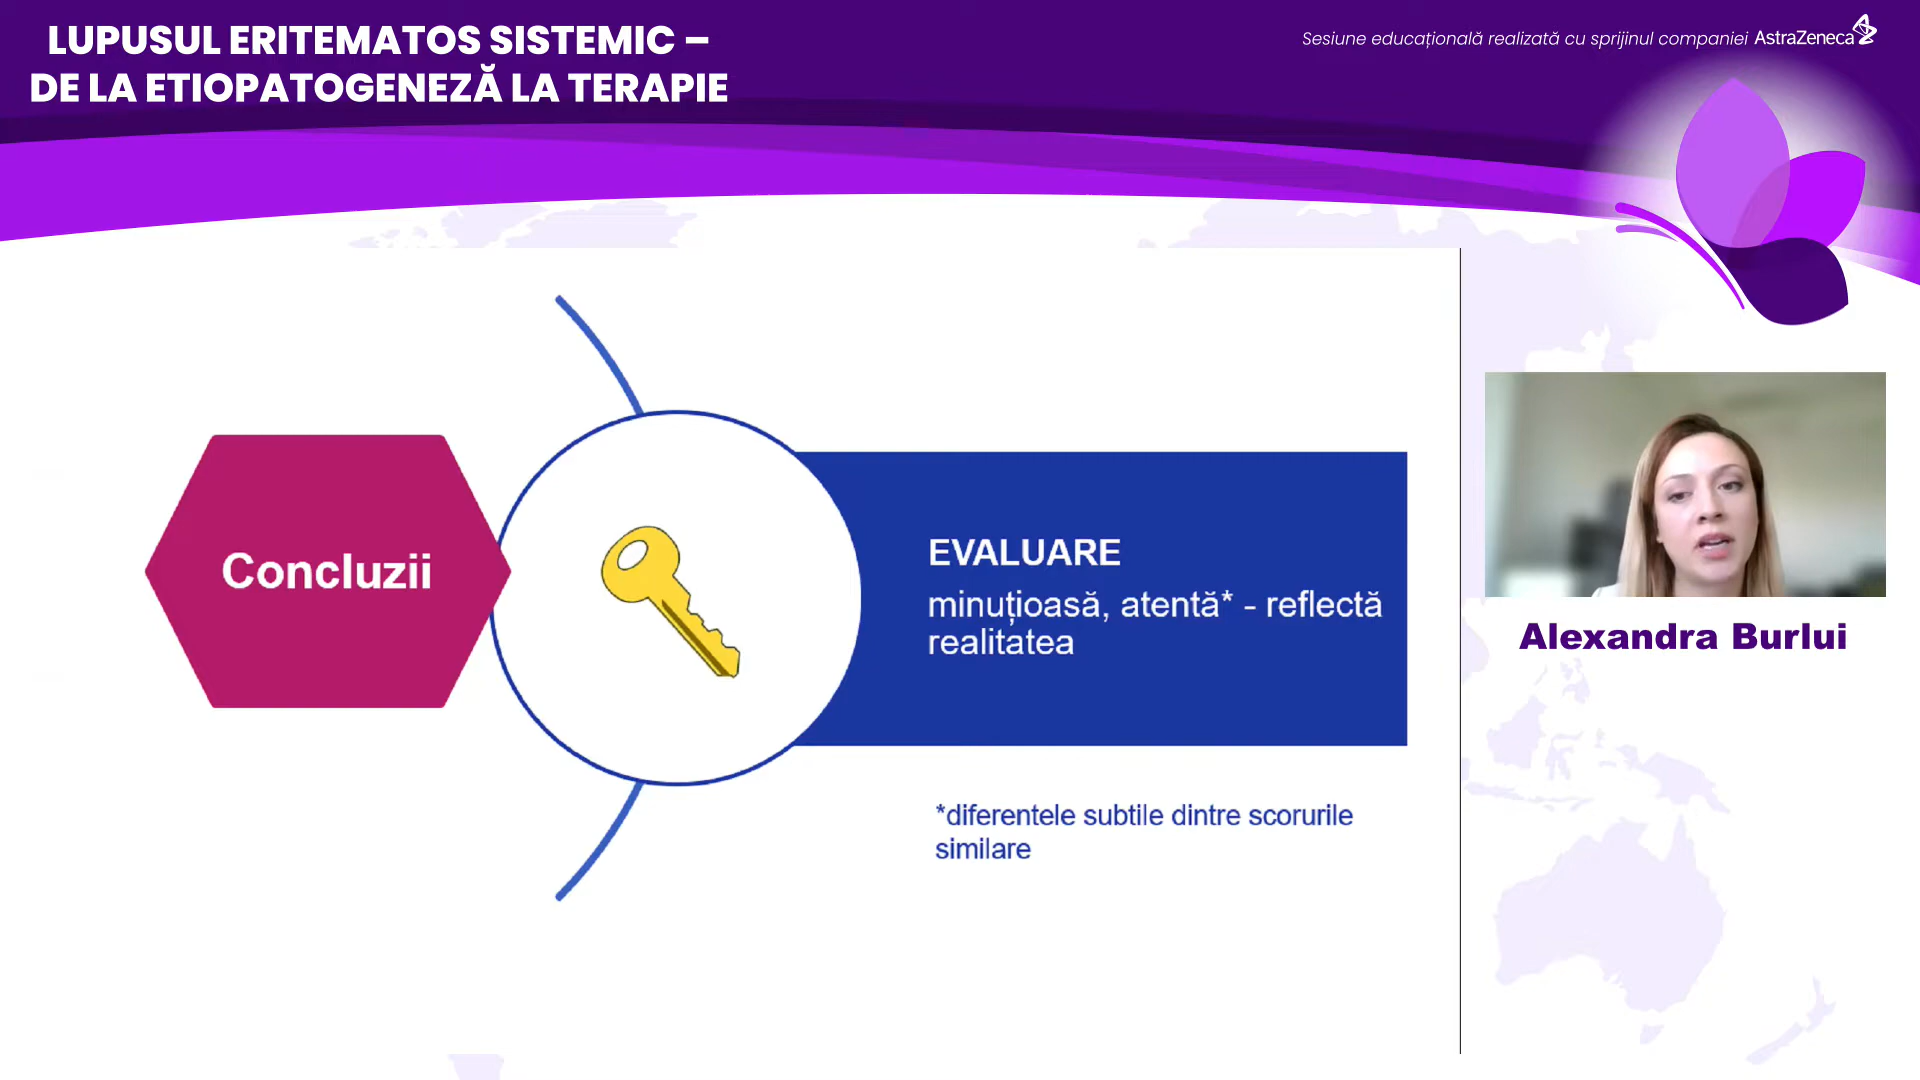 LUPUSUL ERITEMATOS SISTEMIC –
DE LA ETIOPATOGENEZĂ LA TERAPIE
Sesiune educațională realizată cu sprijinul companiei AstraZeneca
Concluzii
EVALUARE
minuțioasă, atentă* - reflectă
realitatea
*diferentele subtile dintre scorurile
similare
Alexandra Burlui